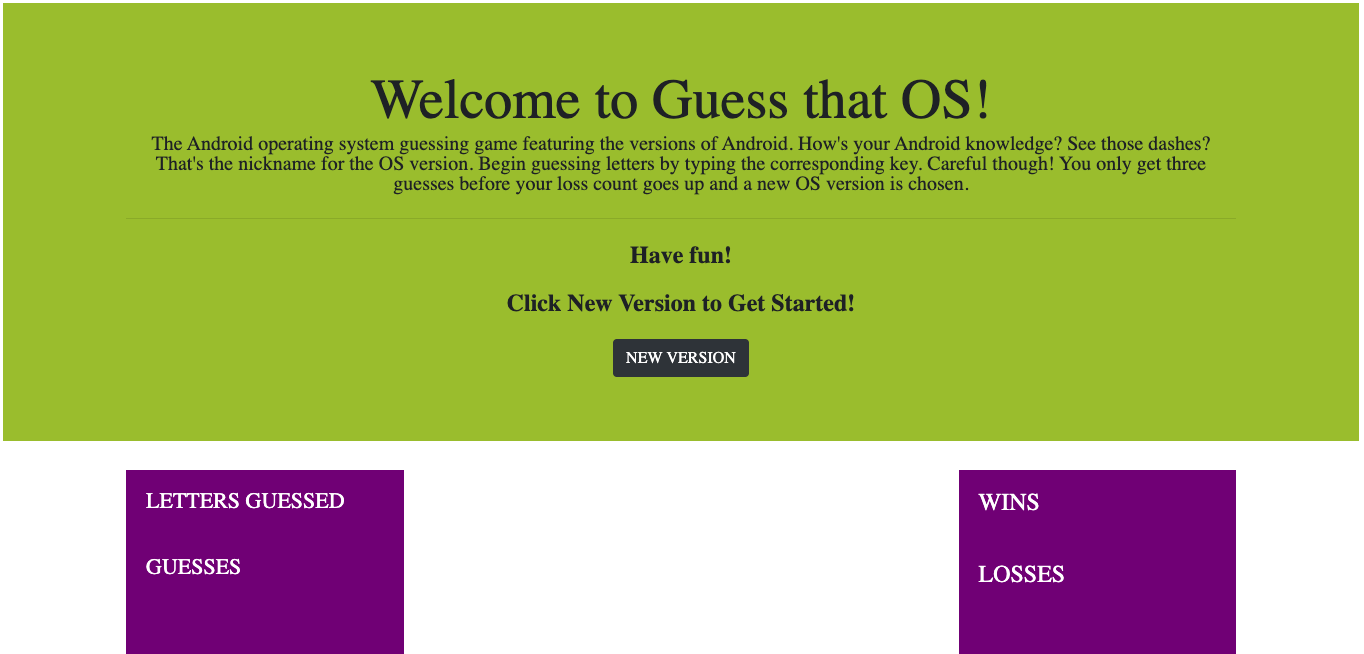 Welcome to Guess that OS!
The Android operating system guessing game featuring the versions of Android. How's your Android knowledge? See those dashes?
That's the nickname for the OS version. Begin guessing letters by typing the corresponding key. Careful though! You only get three
guesses before your loss count goes up and a new OS version is chosen.
Have fun!
Click New Version to Get Started!
NEW VERSION
LETTERS GUESSED
GUESSES
WINS
LOSSES